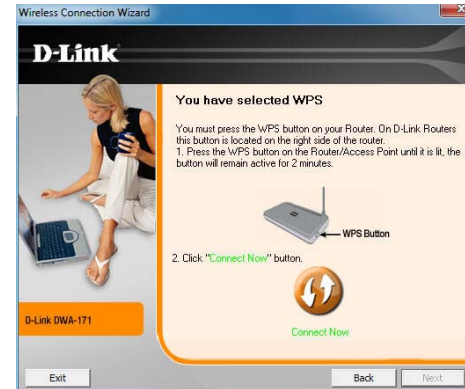 Wireless Connection Wizard
D-Link
You have selected WPS
You must press the WPS button on your Router. On D-Link Routers
this button is located on the right side of the router.
1. Press the WPS button on the Router/Access Point until it is lit, the
button will remain active for 2 minutes.
WPS Button
2. Click "Connect Now" button.
Connect Now
D-Link DWA-171
Exit
Back
Next